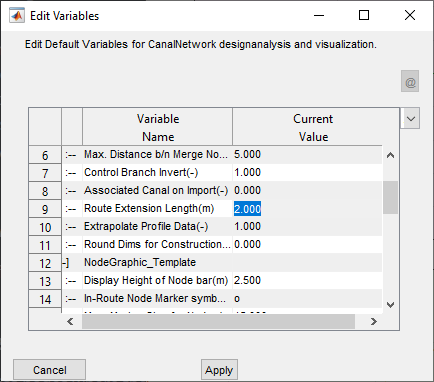 Edit Variables
Edit Default Variables for CanalNetwork designanalysis and visualization.
@
Variable Name Current Value
6 :-- Max. Distance b/n Merge No... 5.000
7 :-- Control Branch Invert(-) 1.000
8 :-- Associated Canal on Import(-) 0.000
9 :-- Route Extension Length(m) 2.000
10 :-- Extrapolate Profile Data(-) 1.000
11 :-- Round Dims for Construction... 0.000
12 -] NodeGraphic_Template
13 :-- Display Height of Node bar(m) 2.500
14 :-- In-Route Node Marker symb... o
Cancel Apply